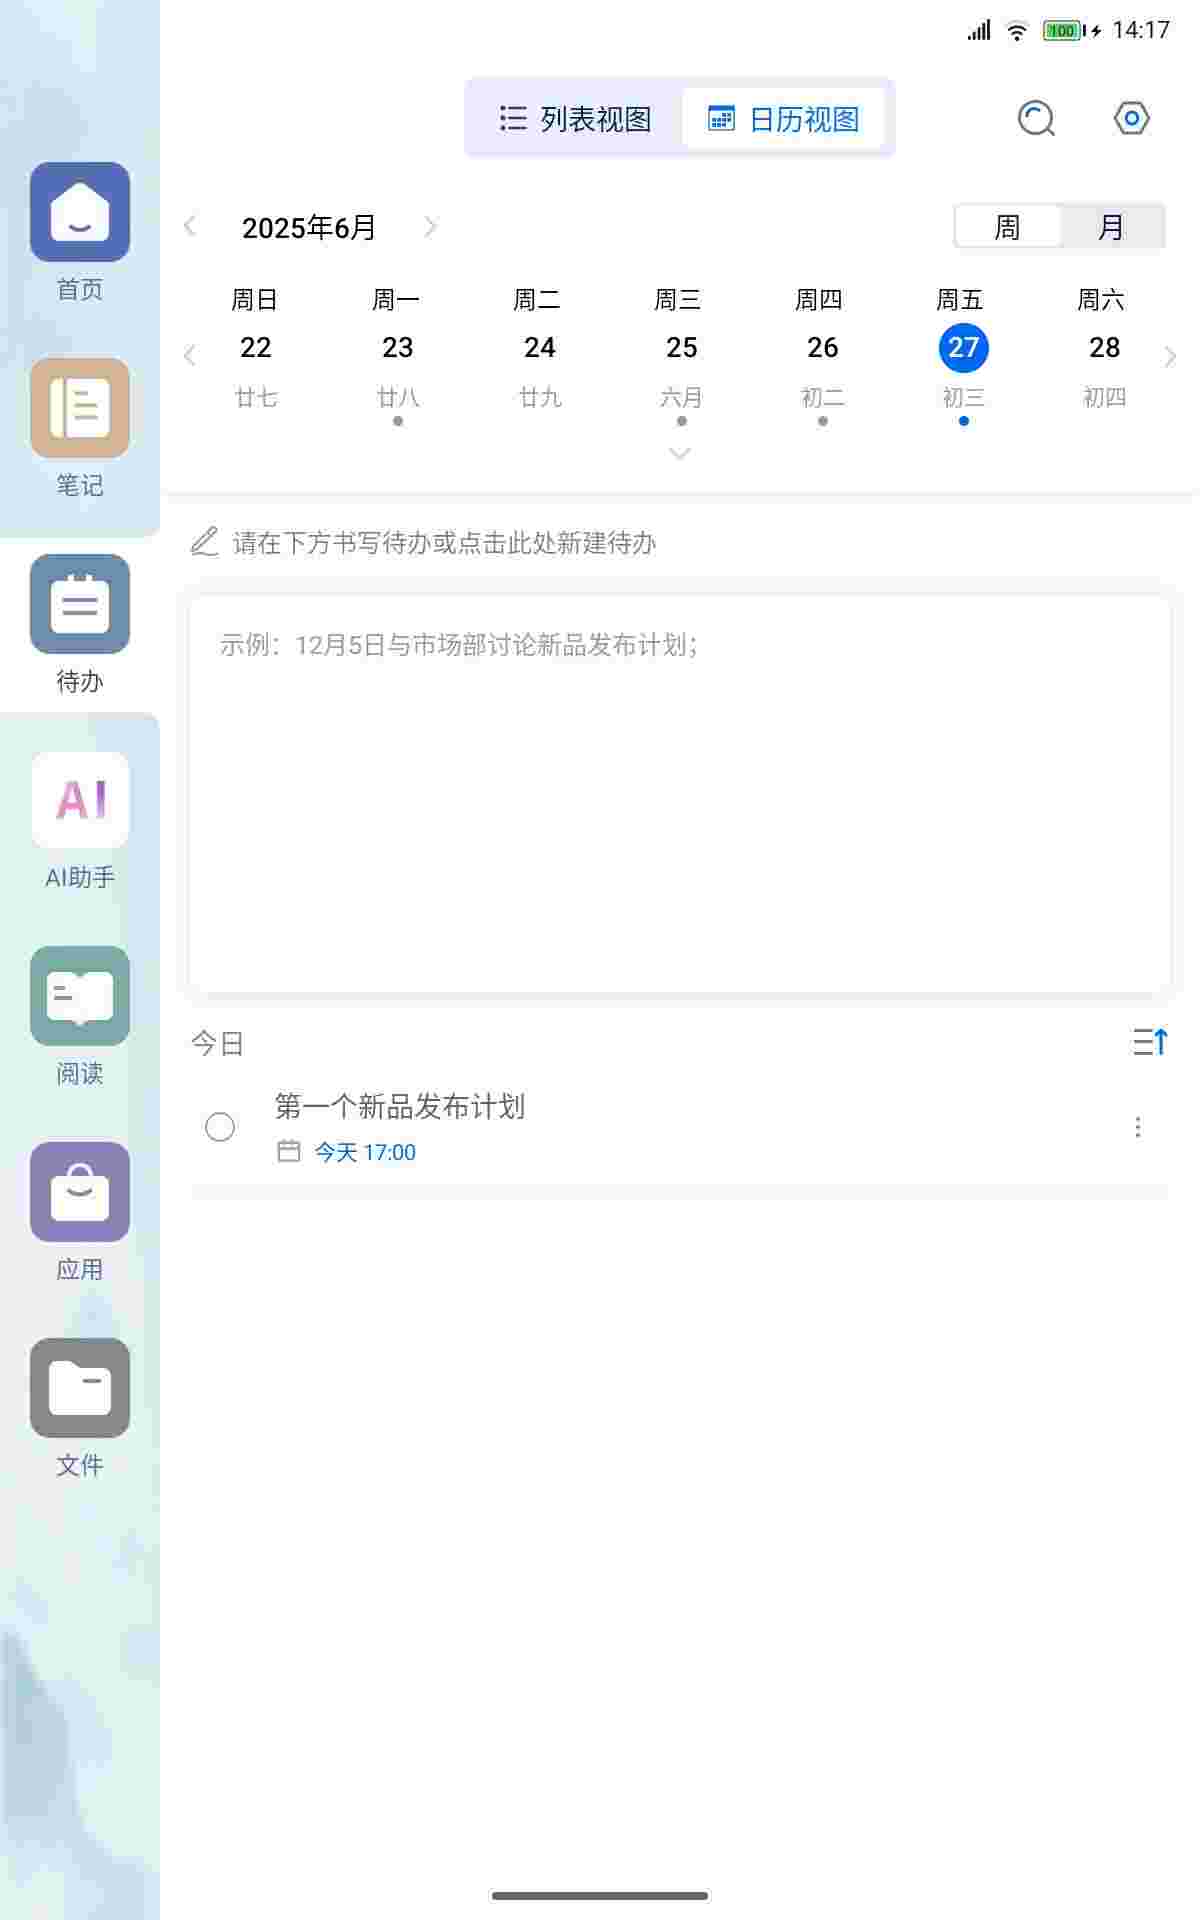 100 14:17
列表视图 日历视图
2025年6月 周 月
周日 周一 周二 周三 周四 周五 周六
22 23 24 25 26 27 28
廿七 廿八 廿九 六月 初二 初三 初四
请在下方书写待办或点击此处新建待办
示例：12月5日与市场部讨论新品发布计划；
今日
第一个新品发布计划
今天 17:00
首页
笔记
待办
AI
AI助手
阅读
应用
文件